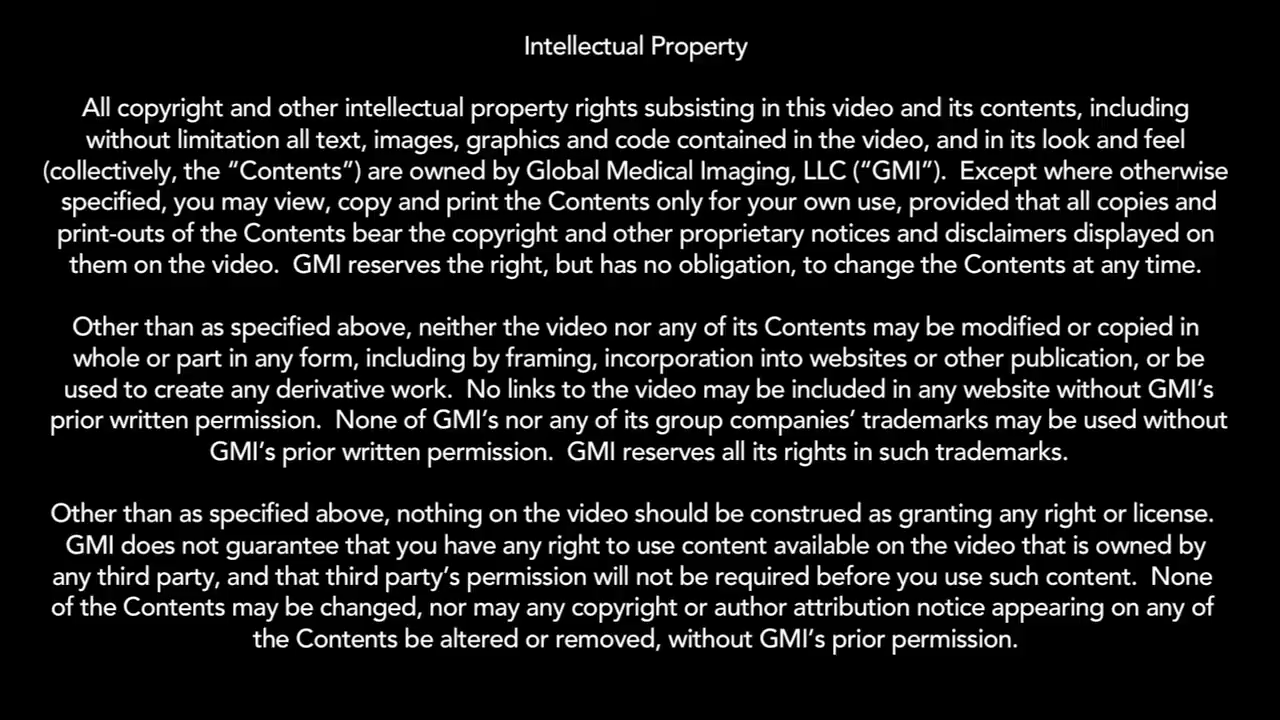 Intellectual Property
All copyright and other intellectual property rights subsisting in this video and its contents, including
without limitation all text, images, graphics and code contained in the video, and in its look and feel
(collectively, the “Contents”) are owned by Global Medical Imaging, LLC (“GMI”).  Except where otherwise
specified, you may view, copy and print the Contents only for your own use, provided that all copies and
print-outs of the Contents bear the copyright and other proprietary notices and disclaimers displayed on
them on the video.  GMI reserves the right, but has no obligation, to change the Contents at any time.
Other than as specified above, neither the video nor any of its Contents may be modified or copied in
whole or part in any form, including by framing, incorporation into websites or other publication, or be
used to create any derivative work.  No links to the video may be included in any website without GMI’s
prior written permission.  None of GMI’s nor any of its group companies’ trademarks may be used without
GMI’s prior written permission.  GMI reserves all its rights in such trademarks.
Other than as specified above, nothing on the video should be construed as granting any right or license.
GMI does not guarantee that you have any right to use content available on the video that is owned by
any third party, and that third party’s permission will not be required before you use such content.  None
of the Contents may be changed, nor may any copyright or author attribution notice appearing on any of
the Contents be altered or removed, without GMI’s prior permission.